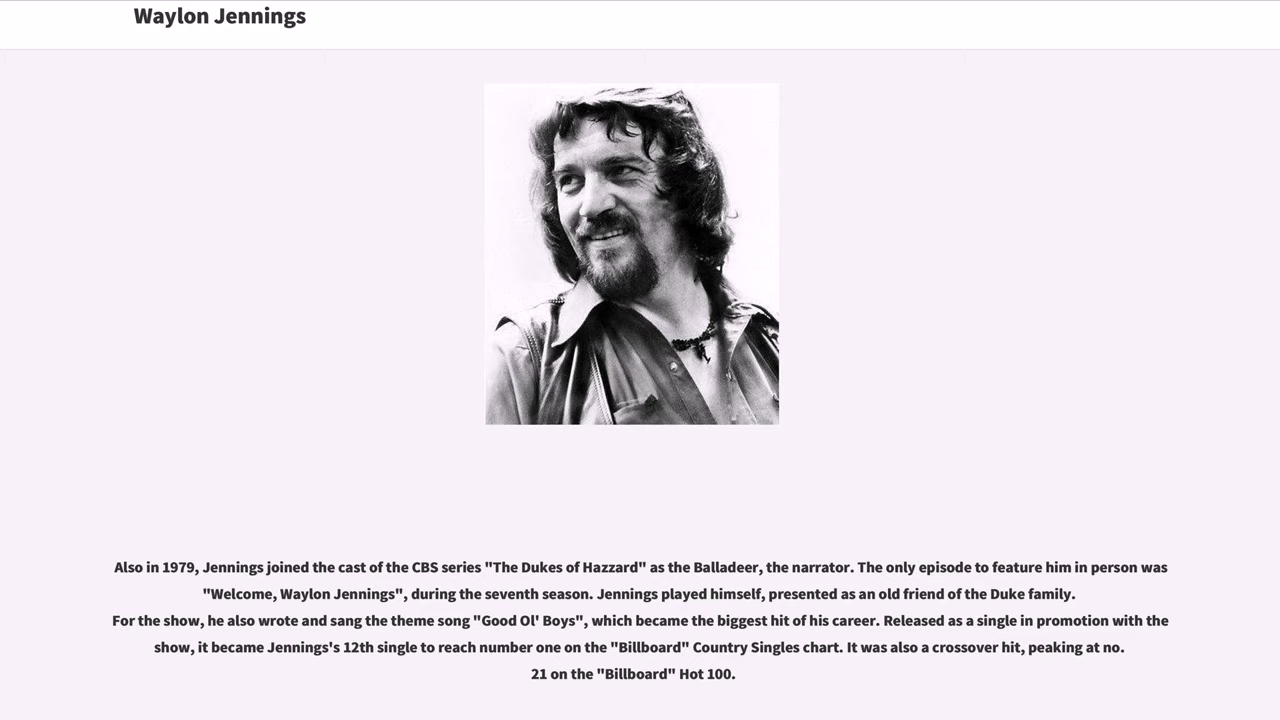 Waylon Jennings
Also in 1979, Jennings joined the cast of the CBS series "The Dukes of Hazzard" as the Balladeer, the narrator. The only episode to feature him in person was
"Welcome, Waylon Jennings", during the seventh season. Jennings played himself, presented as an old friend of the Duke family.
For the show, he also wrote and sang the theme song "Good Ol' Boys", which became the biggest hit of his career. Released as a single in promotion with the
show, it became Jennings's 12th single to reach number one on the "Billboard" Country Singles chart. It was also a crossover hit, peaking at no.
21 on the "Billboard" Hot 100.